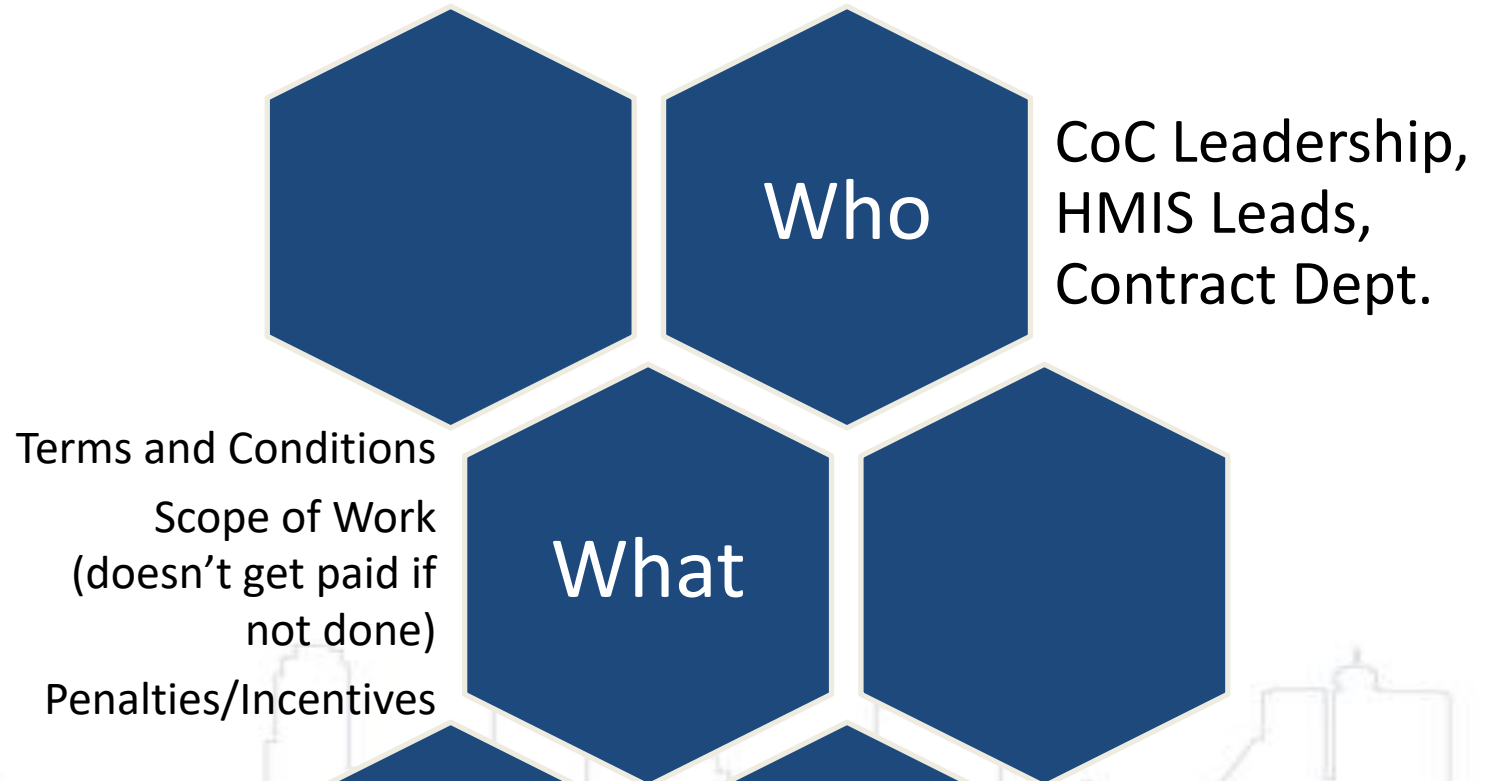 Who
CoC Leadership,
HMIS Leads,
Contract Dept.
Terms and Conditions
Scope of Work
(doesn’t get paid if
not done)
Penalties/Incentives
What